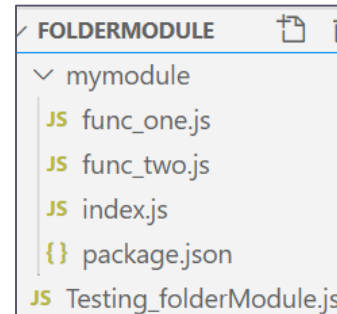 FOLDERMODULE
mymodule
JS func_one.js
JS func_two.js
JS index.js
{} package.json
JS Testing_folderModule.js